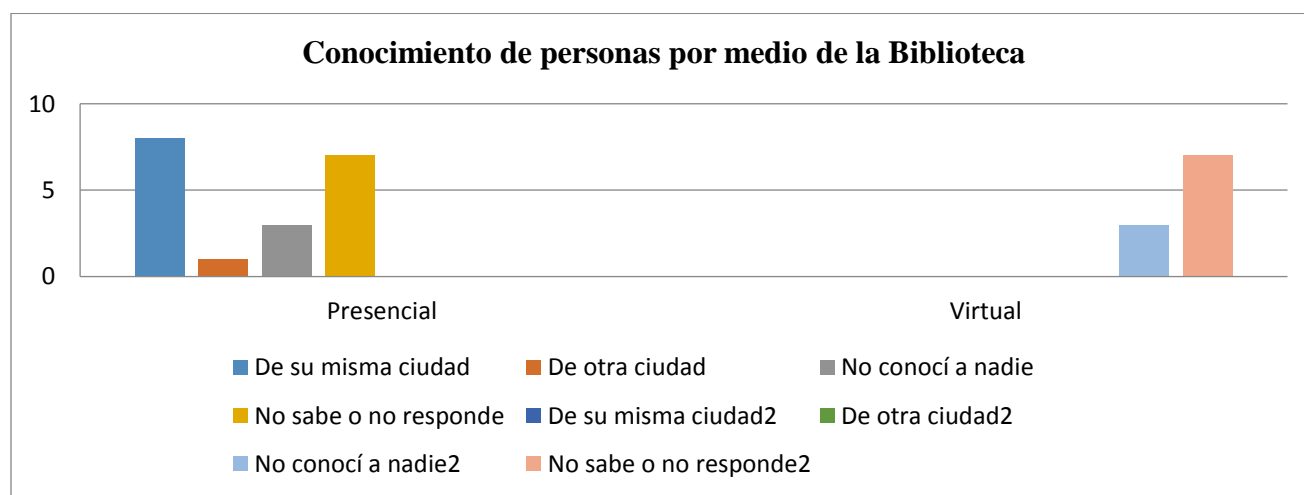 Conocimiento de personas por medio de la Biblioteca
10
5
0
Presencial Virtual
De su misma ciudad De otra ciudad No conocí a nadie
No sabe o no responde De su misma ciudad2 De otra ciudad2
No conocí a nadie2 No sabe o no responde2